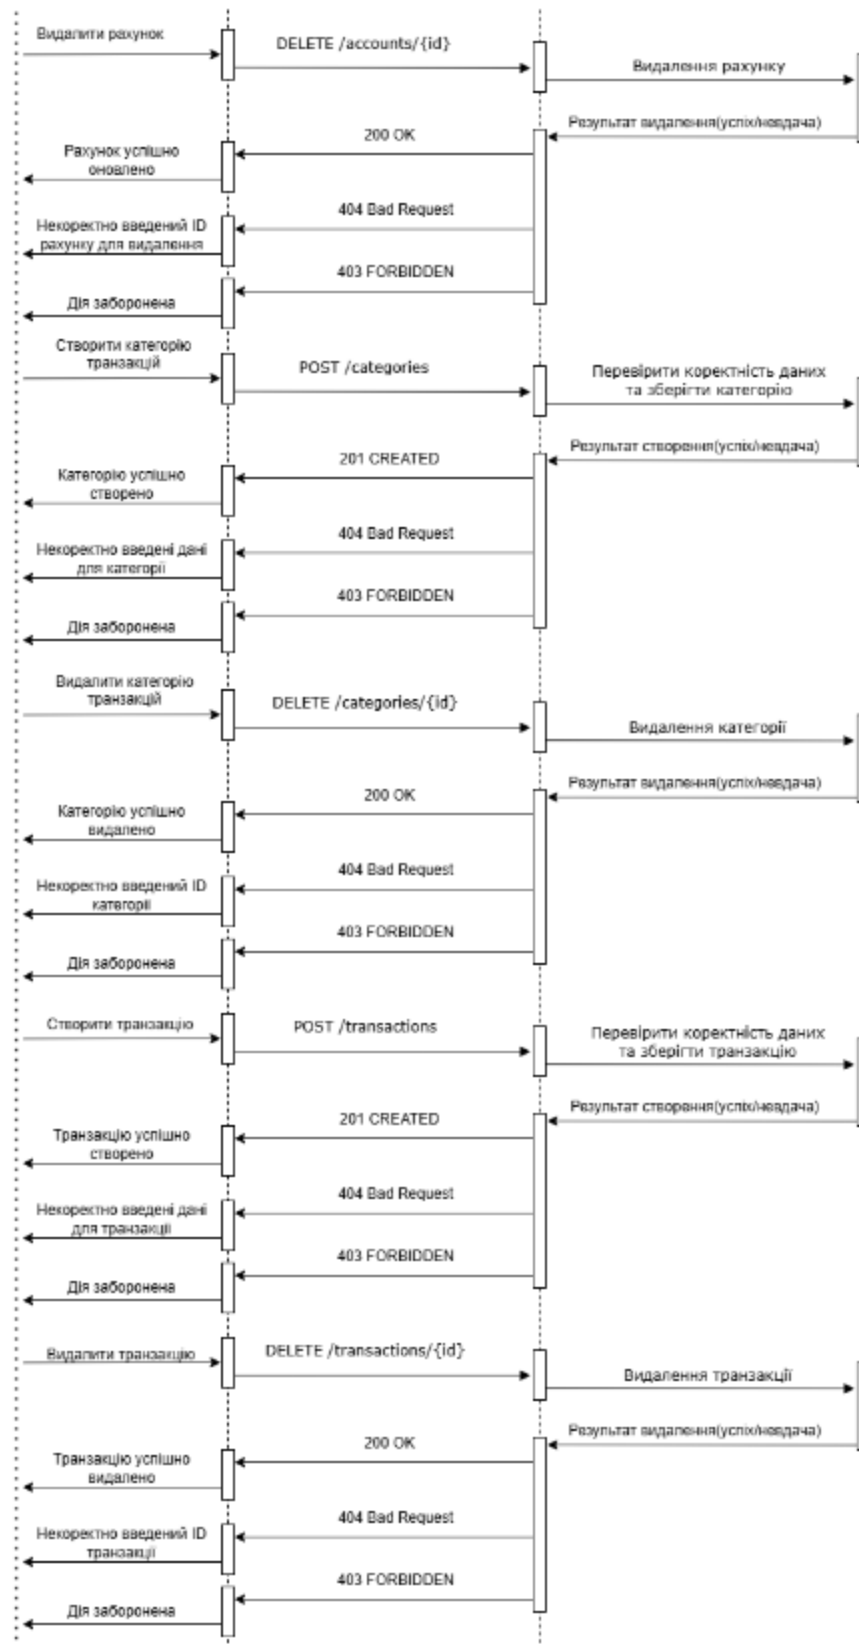 Видалити рахунок
DELETE /accounts/{id}
Видалення рахунку
Результат видалення(успіх/невдача)
200 OK
Рахунок успішно
оновлено
404 Bad Request
Некоректно введений ID
рахунку для видалення
403 FORBIDDEN
Дія заборонена
Створити категорію
транзакцій
POST /categories
Перевірити коректність даних
та зберігти категорію
Результат створення(успіх/невдача)
201 CREATED
Категорію успішно
створено
404 Bad Request
Некоректно введені дані
для категорії
403 FORBIDDEN
Дія заборонена
Видалити категорію
транзакцій
DELETE /categories/{id}
Видалення категорії
Результат видалення(успіх/невдача)
200 OK
Категорію успішно
видалено
404 Bad Request
Некоректно введений ID
категорії
403 FORBIDDEN
Дія заборонена
Створити транзакцію
POST /transactions
Перевірити коректність даних
та зберігти транзакцію
Результат створення(успіх/невдача)
201 CREATED
Транзакцію успішно
створено
404 Bad Request
Некоректно введені дані
для транзакції
403 FORBIDDEN
Дія заборонена
Видалити транзакцію
DELETE /transactions/{id}
Видалення транзакції
Результат видалення(успіх/невдача)
200 OK
Транзакцію успішно
видалено
404 Bad Request
Некоректно введений ID
транзакції
403 FORBIDDEN
Дія заборонена